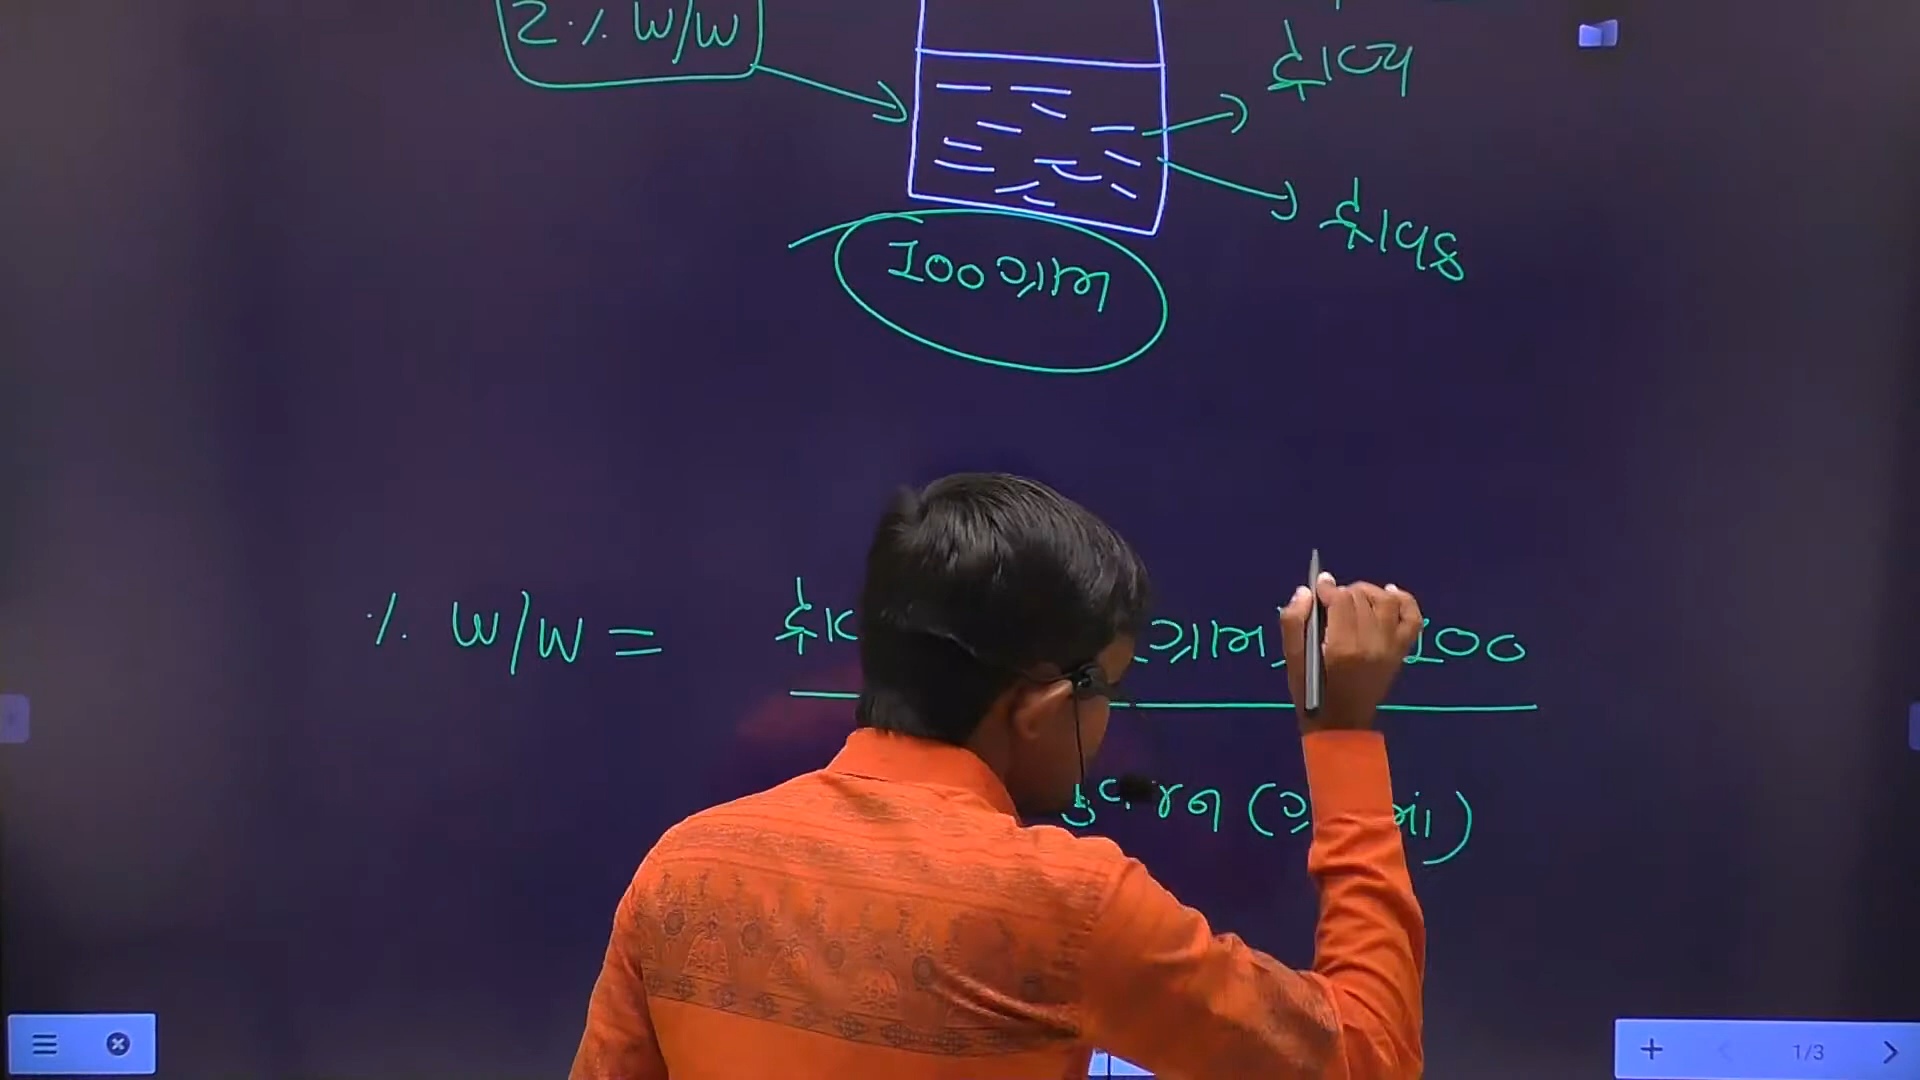 2% W/W
દ્રાવ્ય
દ્રાવક
100 ગ્રામ
% W/W =
ગ્રામ) 100
1/3